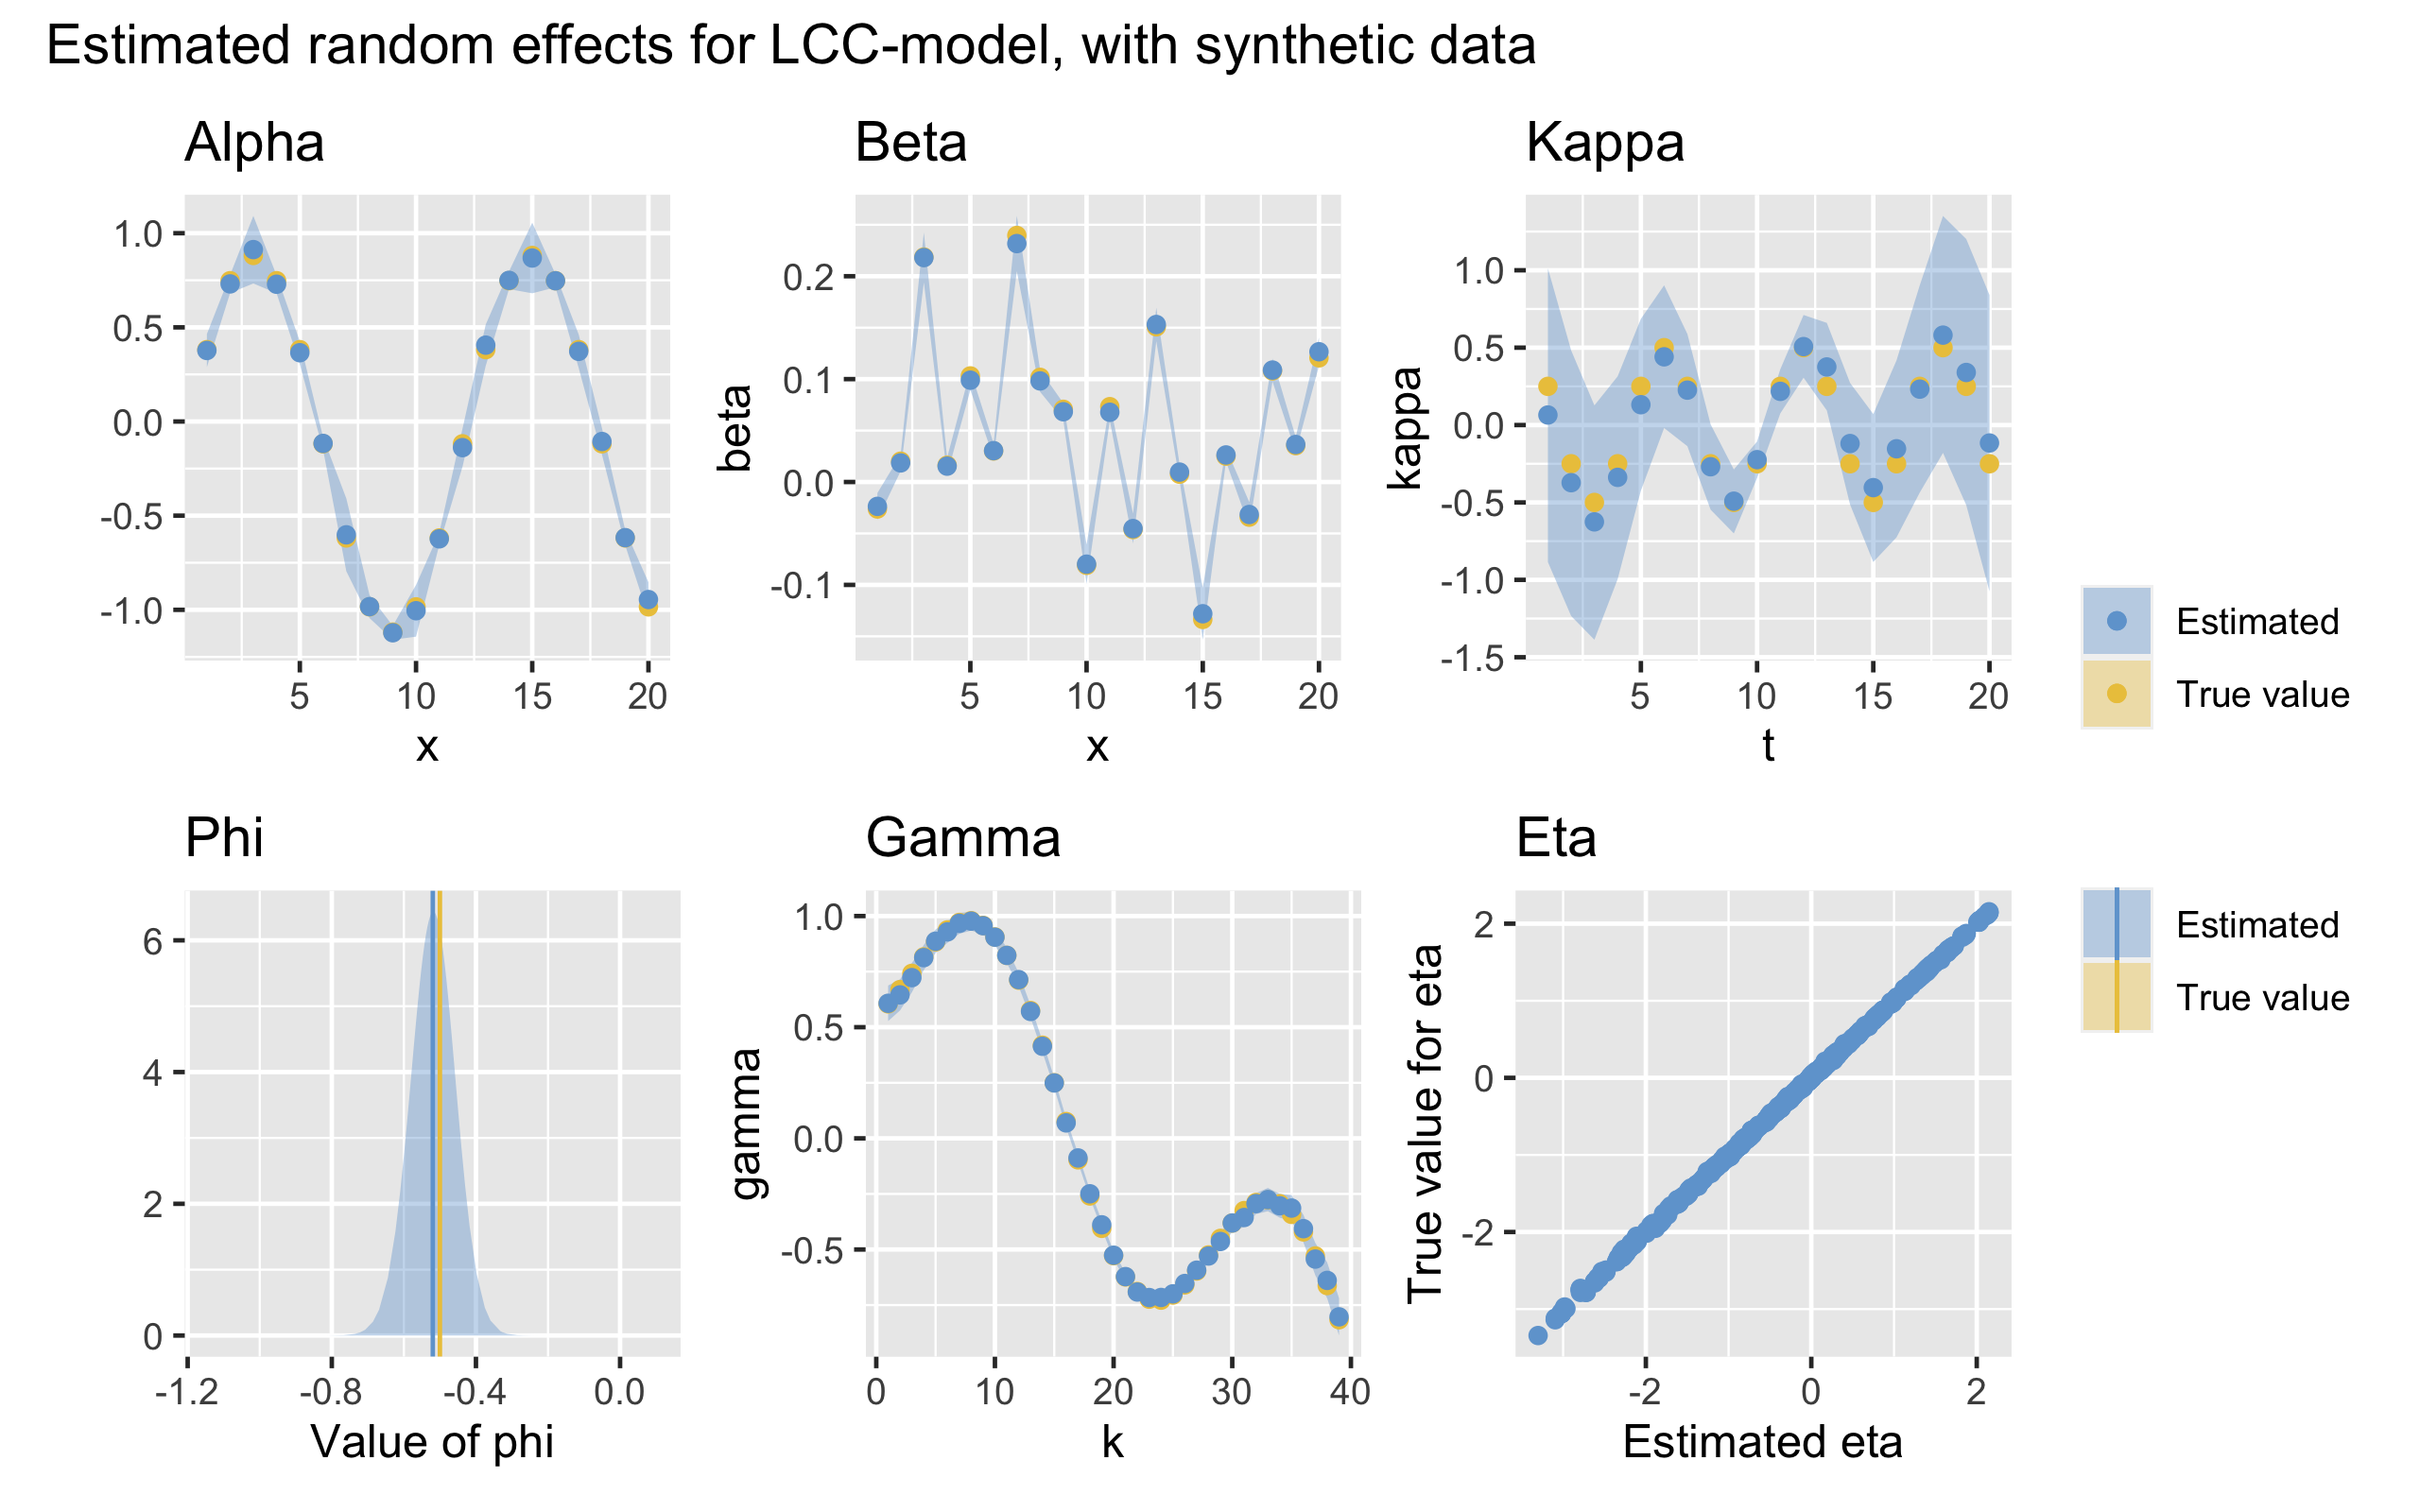 Estimated random effects for LCC-model, with synthetic data
Alpha
1.0
0.5
0.0
-0.5
-1.0
5 10 15 20
x
Beta
beta
0.2
0.1
0.0
-0.1
5 10 15 20
x
Kappa
kappa
1.0
0.5
0.0
-0.5
-1.0
-1.5
5 10 15 20
t
Estimated
True value
Phi
6
4
2
0
-1.2 -0.8 -0.4 0.0
Value of phi
Gamma
gamma
1.0
0.5
0.0
-0.5
0 10 20 30 40
k
Eta
True value for eta
2
0
-2
-2 0 2
Estimated eta
Estimated
True value